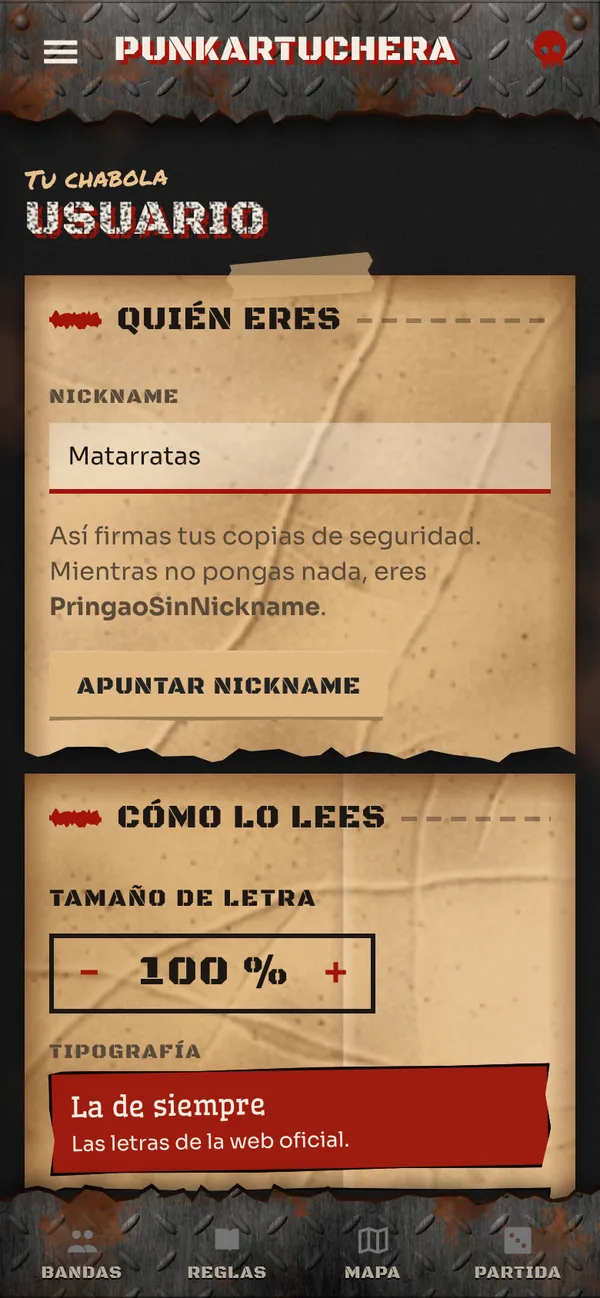 PUNKARTUCHERA
TU CHABOLA
USUARIO
QUIÉN ERES
NICKNAME
Matarratas
Así firmas tus copias de seguridad.
Mientras no pongas nada, eres
PringaoSinNickname.
APUNTAR NICKNAME
CÓMO LO LEES
TAMAÑO DE LETRA
− 100 % +
TIPOGRAFÍA
La de siempre
Las letras de la web oficial.
BANDAS REGLAS MAPA PARTIDA